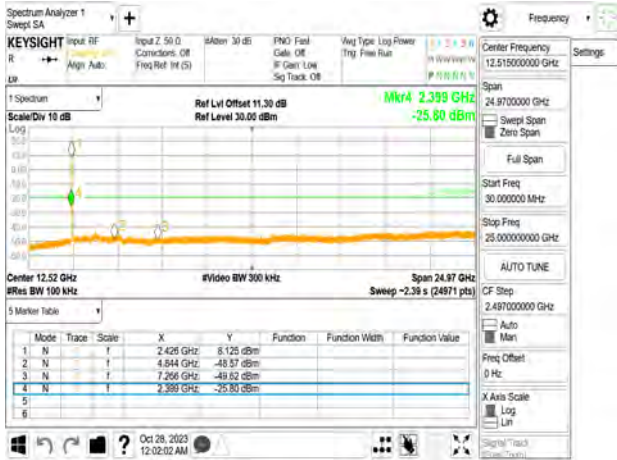 Spectrum Analyzer 1
Swept SA
+
Frequency
KEYSIGHT Input: RF
Input Z: 50 Ω
#Atten: 30 dB
PNO: Fast
Avg Type: Log-Power
R
Corrections: Off
Gate: Off
Trig: Free Run
Align: Auto
Freq Ref: Int (S)
IF Gain: Low
Sig Track: Off
Center Frequency
12.515000000 GHz
Settings
1 Spectrum
Scale/Div 10 dB
Ref Lvl Offset 11.30 dB
Ref Level 30.00 dBm
Mkr4 2.399 GHz
-25.80 dBm
Log
Span
24.9700000 GHz
Swept Span
Zero Span
Full Span
Start Freq
30.000000 MHz
Stop Freq
25.000000000 GHz
AUTO TUNE
Center 12.52 GHz
#Video BW 300 kHz
Span 24.97 GHz
#Res BW 100 kHz
Sweep ~2.39 s (24971 pts)
CF Step
2.497000000 GHz
Auto
Man
5 Marker Table
Mode Trace Scale X Y Function Function Width Function Value
1 N f 2.426 GHz 8.125 dBm
2 N f 4.844 GHz -48.57 dBm
3 N f 7.266 GHz -49.62 dBm
4 N f 2.399 GHz -25.80 dBm
5
6
Freq Offset
0 Hz
X Axis Scale
Log
Lin
Signal Track
?
Oct 28, 2023
12:02:02 AM